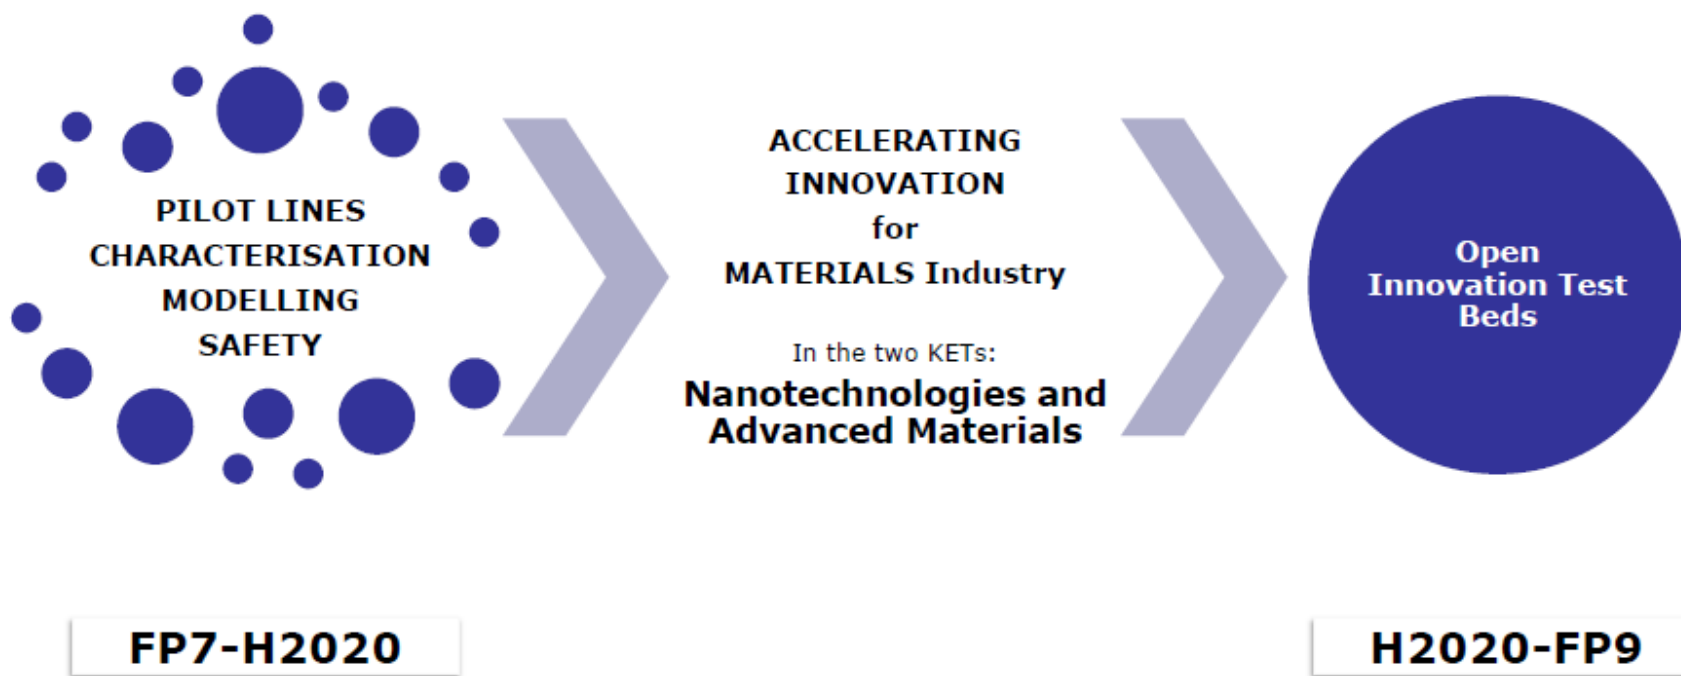 PILOT LINES
CHARACTERISATION
MODELLING
SAFETY
ACCELERATING
INNOVATION
for
MATERIALS Industry
In the two KETs:
Nanotechnologies and
Advanced Materials
Open
Innovation Test
Beds
FP7-H2020
H2020-FP9